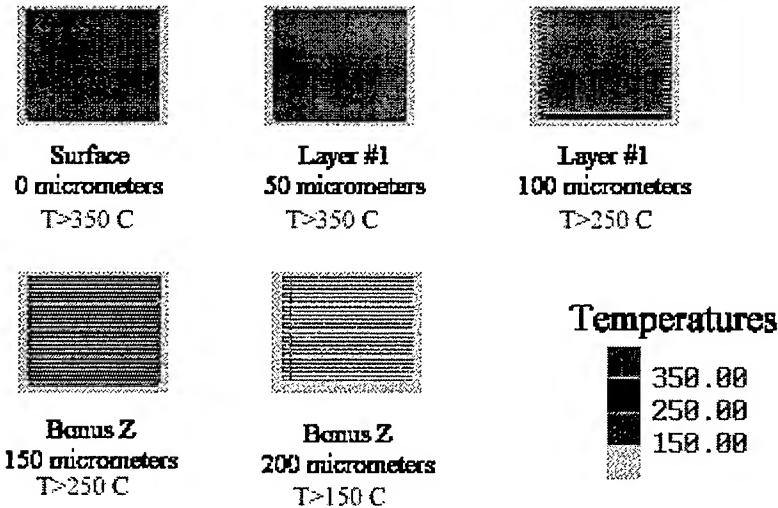 Surface
0 micrometers
T>350 C
Layer #1
50 micrometers
T>350 C
Layer #1
100 micrometers
T>250 C
Bonus Z
150 micrometers
T>250 C
Bonus Z
200 micrometers
T>150 C
Temperatures
350.00
250.00
150.00